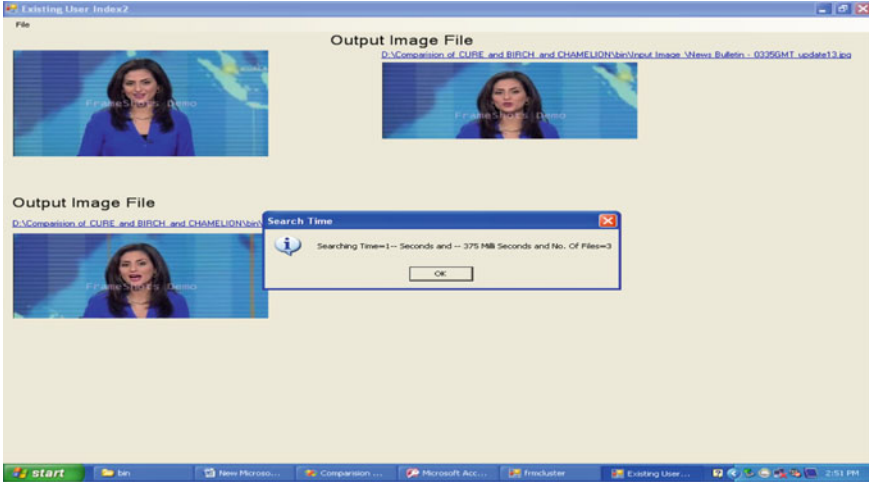 Existing User Index2
File
Output Image File
D:\Comparision of CURE and BIRCH and CHAMELION\bin\Input Image \News Bulletin - 0335GMT update13.jpg
FrameShots Demo
FrameShots Demo
Output Image File
D:\Comparision of CURE and BIRCH and CHAMELION\bin\
FrameShots Demo
Search Time
Searching Time=1-- Seconds and -- 375 Milli Seconds and No. Of Files=3
OK
start
bin
New Microso...
Comparision ...
Microsoft Acc...
frmcluster
Existing User...
2:51 PM